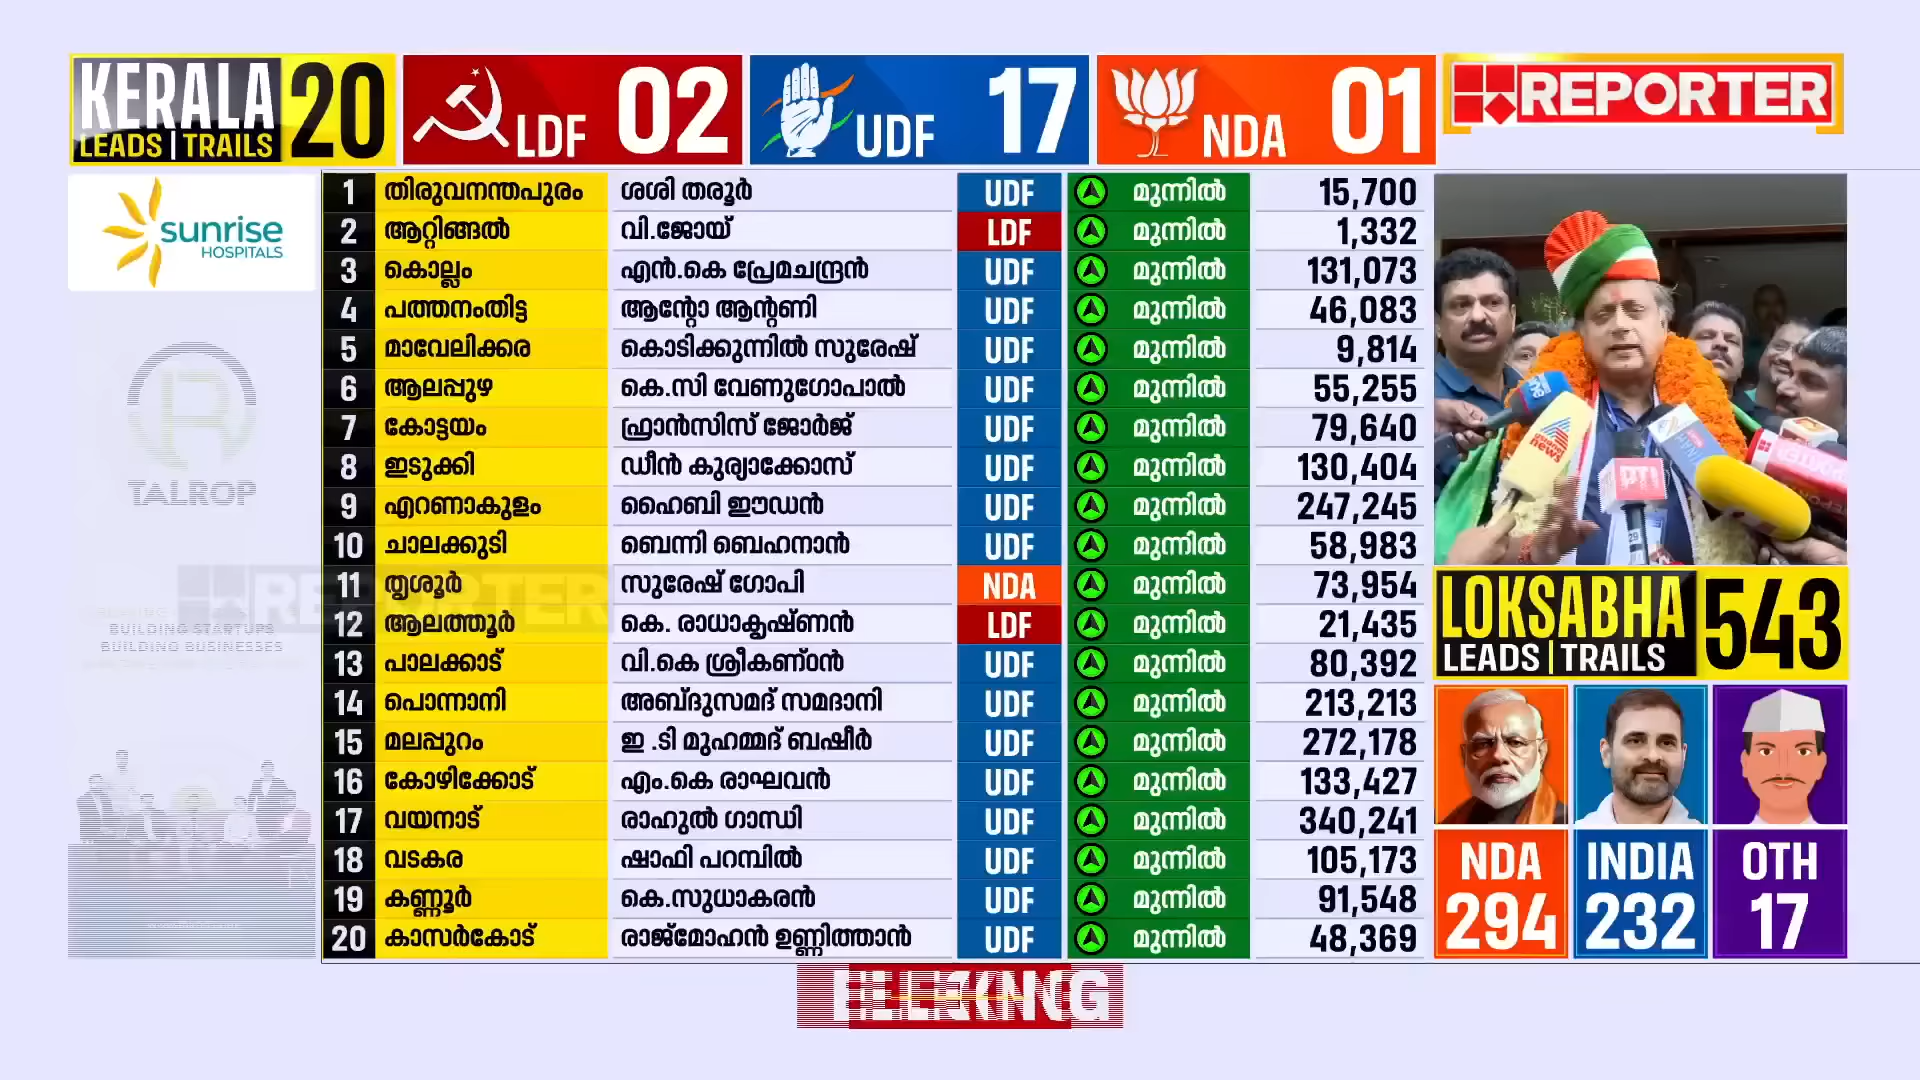 KERALA
LEADS | TRAILS
20
LDF 02
UDF 17
NDA 01
REPORTER
sunrise
HOSPITALS
TALROP
BUILDING STARTUPS
BUILDING BUSINESSES
1 തിരുവനന്തപുരം ശശി തരൂർ UDF മുന്നിൽ 15,700
2 ആറ്റിങ്ങൽ വി.ജോയ് LDF മുന്നിൽ 1,332
3 കൊല്ലം എൻ.കെ പ്രേമചന്ദ്രൻ UDF മുന്നിൽ 131,073
4 പത്തനംതിട്ട ആന്റോ ആന്റണി UDF മുന്നിൽ 46,083
5 മാവേലിക്കര കൊടിക്കുന്നിൽ സുരേഷ് UDF മുന്നിൽ 9,814
6 ആലപ്പുഴ കെ.സി വേണുഗോപാൽ UDF മുന്നിൽ 55,255
7 കോട്ടയം ഫ്രാൻസിസ് ജോർജ് UDF മുന്നിൽ 79,640
8 ഇടുക്കി ഡീൻ കുര്യാക്കോസ് UDF മുന്നിൽ 130,404
9 എറണാകുളം ഹൈബി ഈഡൻ UDF മുന്നിൽ 247,245
10 ചാലക്കുടി ബെന്നി ബെഹനാൻ UDF മുന്നിൽ 58,983
11 തൃശൂർ സുരേഷ് ഗോപി NDA മുന്നിൽ 73,954
12 ആലത്തൂർ കെ. രാധാകൃഷ്ണൻ LDF മുന്നിൽ 21,435
13 പാലക്കാട് വി.കെ ശ്രീകണ്ഠൻ UDF മുന്നിൽ 80,392
14 പൊന്നാനി അബ്ദുസമദ് സമദാനി UDF മുന്നിൽ 213,213
15 മലപ്പുറം ഇ .ടി മുഹമ്മദ് ബഷീർ UDF മുന്നിൽ 272,178
16 കോഴിക്കോട് എം.കെ രാഘവൻ UDF മുന്നിൽ 133,427
17 വയനാട് രാഹുൽ ഗാന്ധി UDF മുന്നിൽ 340,241
18 വടകര ഷാഫി പറമ്പിൽ UDF മുന്നിൽ 105,173
19 കണ്ണൂർ കെ.സുധാകരൻ UDF മുന്നിൽ 91,548
20 കാസർകോട് രാജ്മോഹൻ ഉണ്ണിത്താൻ UDF മുന്നിൽ 48,369
REPORTER
news
PTI
LOKSABHA
LEADS | TRAILS
543
NDA INDIA OTH
294 232 17